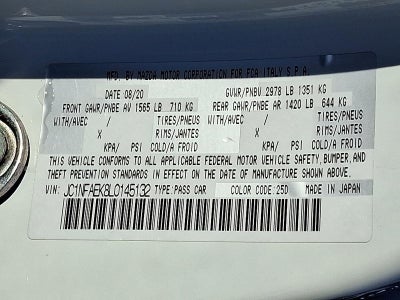 MFD. BY MAZDA MOTOR CORPORATION FOR FCA ITALY S.P.A.
DATE 08/20 GVWR/PNBV 2978 LB 1351 KG
FRONT GAWR/PNBE AV 1565 LB 710 KG REAR GAWR/PNBE AR 1420 LB 644 KG
WITH/AVEC / TIRES/PNEUS WITH/AVEC / TIRES/PNEUS
X RIMS/JANTES X RIMS/JANTES
KPA/ PSI COLD/A FROID KPA/ PSI COLD/A FROID
THIS VEHICLE CONFORMS TO ALL APPLICABLE FEDERAL MOTOR VEHICLE SAFETY, BUMPER, AND
THEFT PREVENTION STANDARDS IN EFFECT ON THE DATE OF MANUFACTURE SHOWN ABOVE.
VIN: JC1NFAEK8L0145132 TYPE: PASS CAR COLOR CODE: 25D MADE IN JAPAN